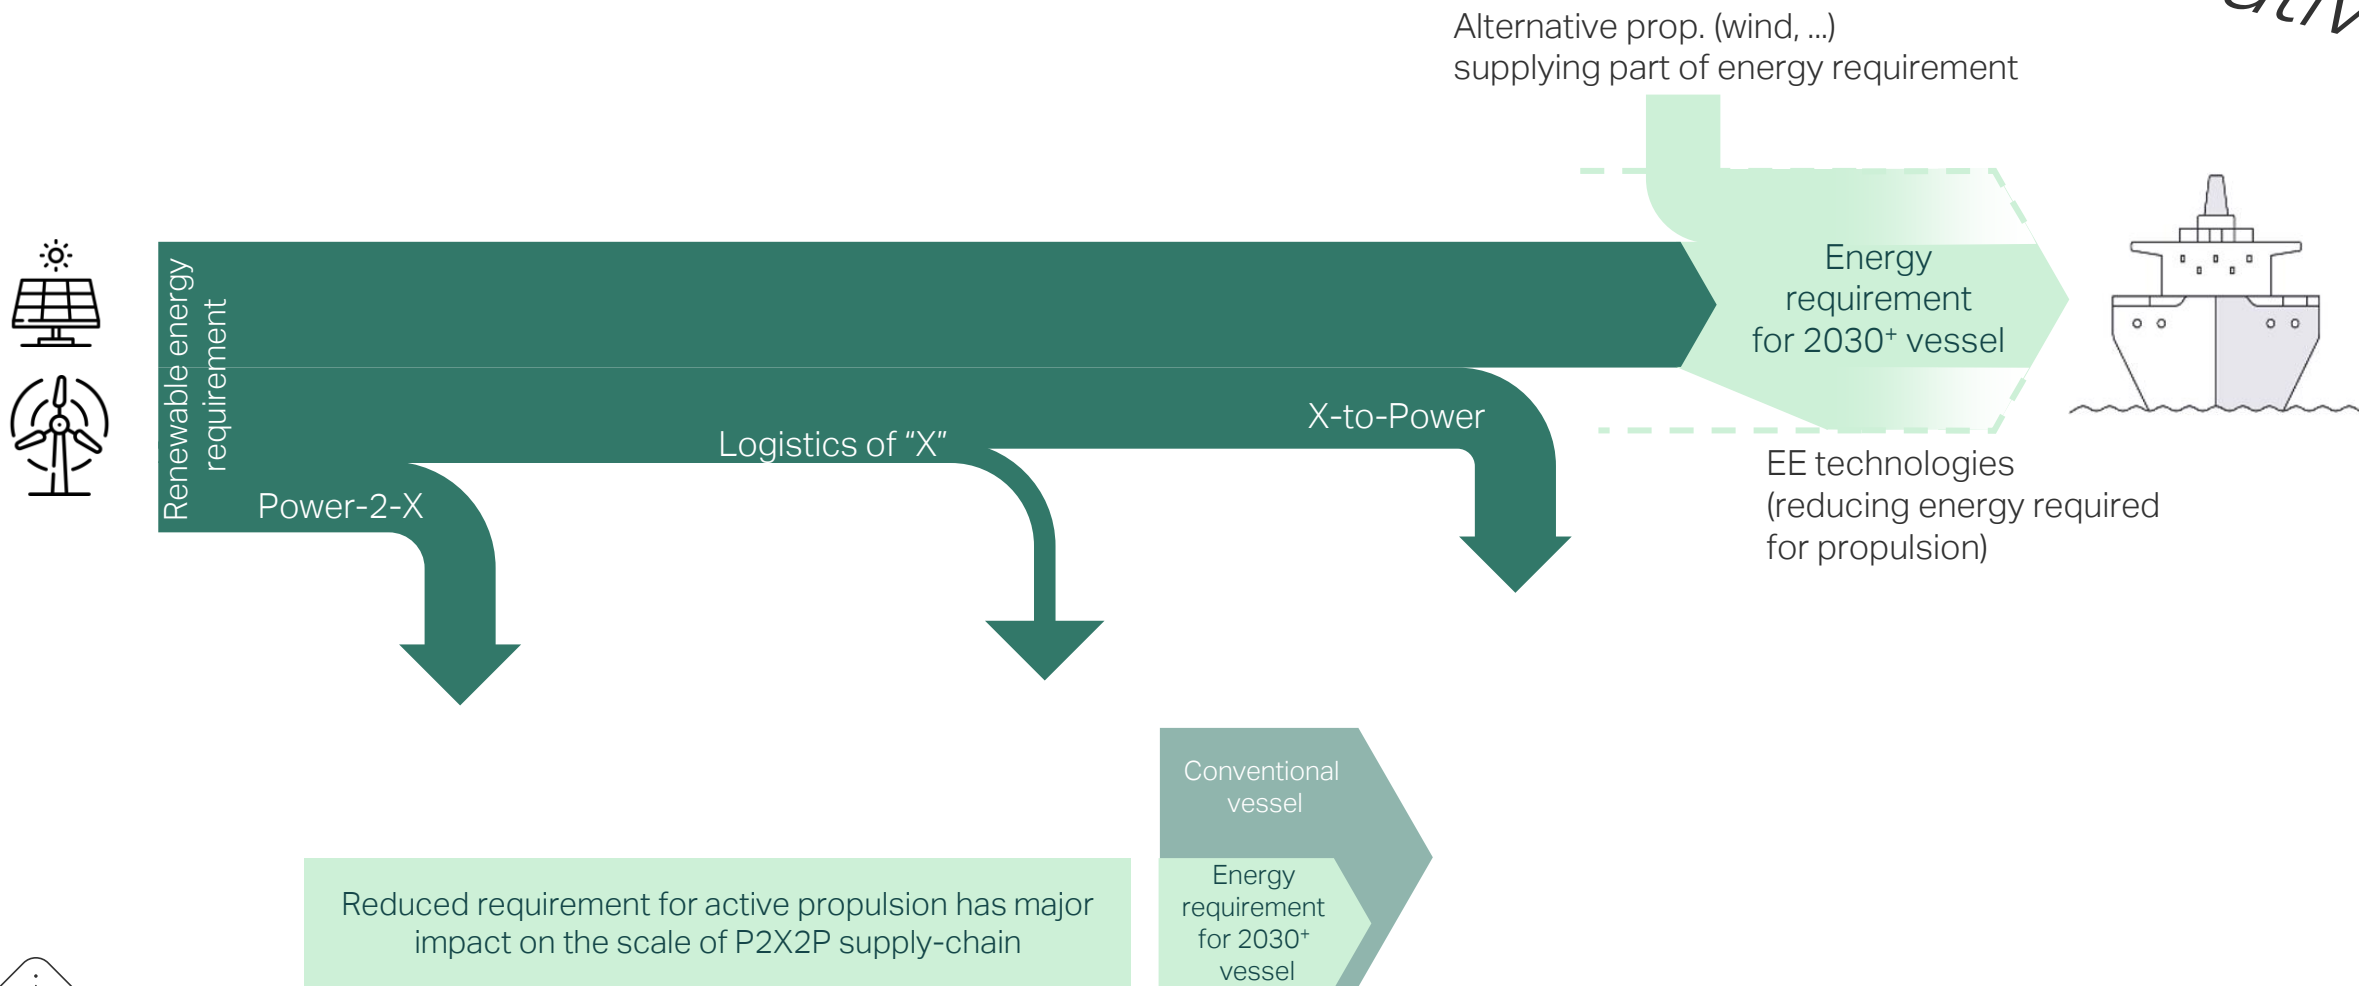 Alternative prop. (wind, ...)
supplying part of energy requirement
Renewable energy
requirement
Energy
requirement
for 2030⁺ vessel
X-to-Power
Logistics of “X”
Power-2-X
EE technologies
(reducing energy required
for propulsion)
Conventional
vessel
Reduced requirement for active propulsion has major
impact on the scale of P2X2P supply-chain
Energy
requirement
for 2030⁺
vessel